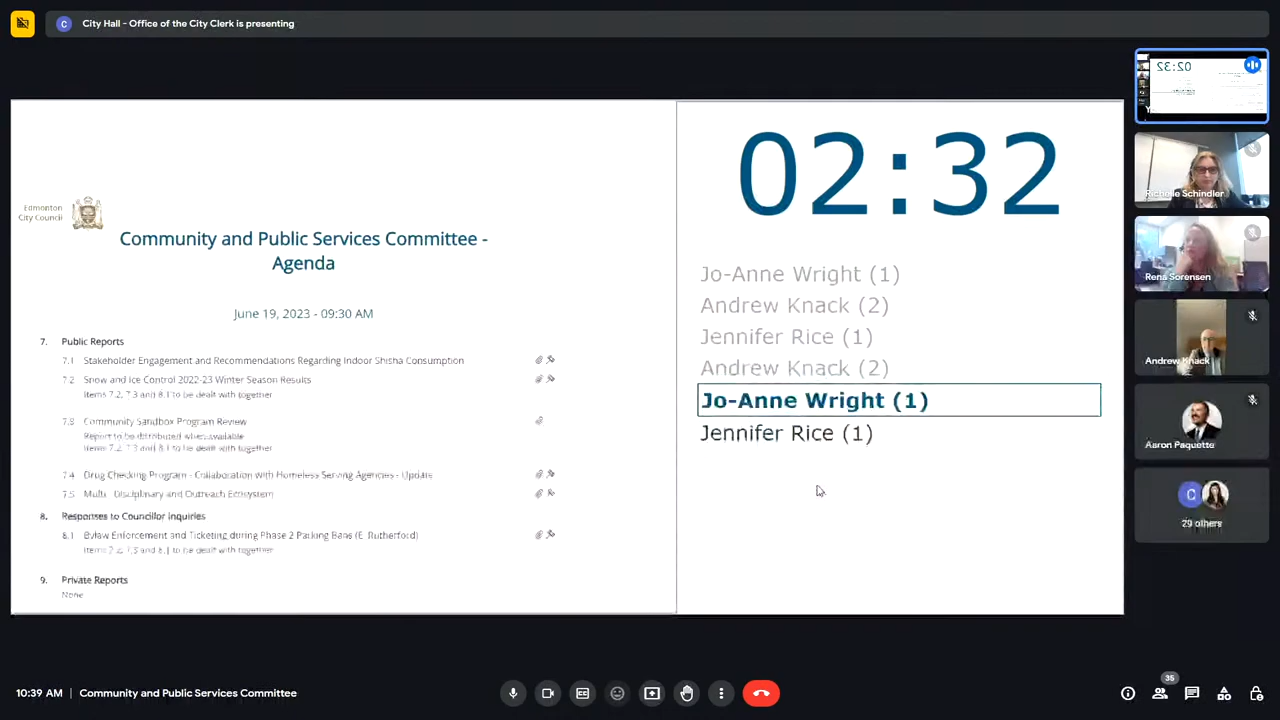 City Hall - Office of the City Clerk is presenting
Edmonton
City Council
Community and Public Services Committee -
Agenda
June 19, 2023 - 09:30 AM
7. Public Reports
7.1 Stakeholder Engagement and Recommendations Regarding Indoor Shisha Consumption
7.2 Snow and Ice Control 2022-23 Winter Season Results
Items 7.2, 7.3 and 8.1 to be dealt with together
7.3 Community Sandbox Program Review
Report to be distributed when available
Items 7.2, 7.3 and 8.1 to be dealt with together
7.4 Drug Checking Program - Collaboration with Homeless Serving Agencies - Update
7.5 Multi-Disciplinary and Outreach Ecosystem
8. Responses to Councillor Inquiries
8.1 Bylaw Enforcement and Ticketing during Phase 2 Parking Bans (E. Rutherford)
Items 7.2, 7.3 and 8.1 to be dealt with together
9. Private Reports
None
02:32
Jo-Anne Wright (1)
Andrew Knack (2)
Jennifer Rice (1)
Andrew Knack (2)
Jo-Anne Wright (1)
Jennifer Rice (1)
02:32
Richelle Schindler
Rena Sorensen
Andrew Knack
Aaron Paquette
C
29 others
10:39 AM | Community and Public Services Committee
35